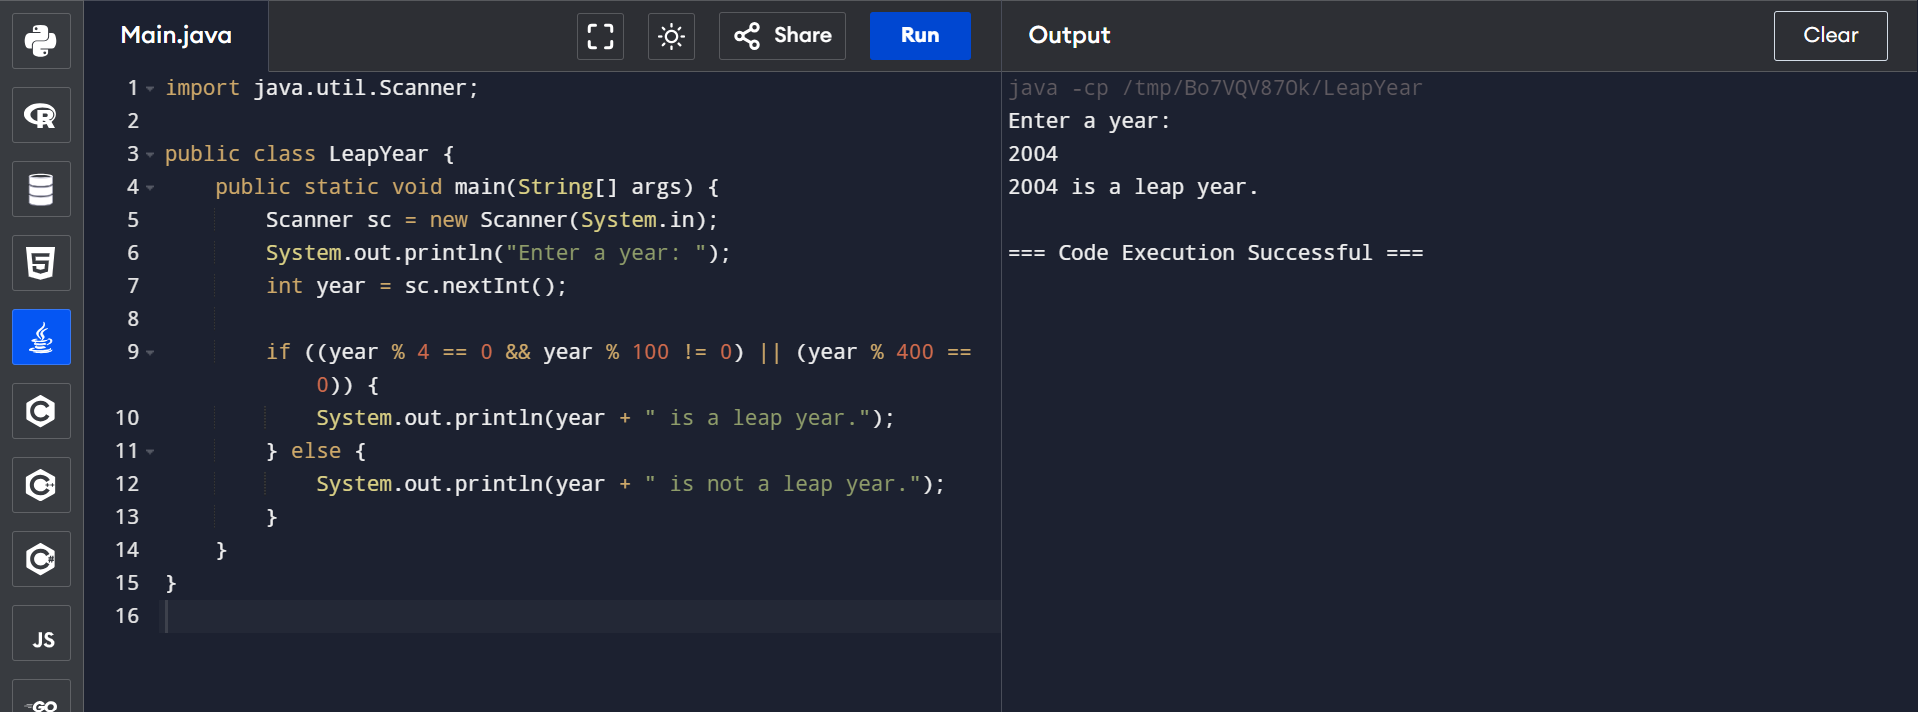 Main.java
Share
Run
Output
Clear
1 import java.util.Scanner;
2
3 public class LeapYear {
4 public static void main(String[] args) {
5 Scanner sc = new Scanner(System.in);
6 System.out.println("Enter a year: ");
7 int year = sc.nextInt();
8
9 if ((year % 4 == 0 && year % 100 != 0) || (year % 400 ==
0)) {
10 System.out.println(year + " is a leap year.");
11 } else {
12 System.out.println(year + " is not a leap year.");
13 }
14 }
15 }
16
java -cp /tmp/Bo7VQV87Ok/LeapYear
Enter a year:
2004
2004 is a leap year.
=== Code Execution Successful ===
R
5
C
C++
C#
JS
GO